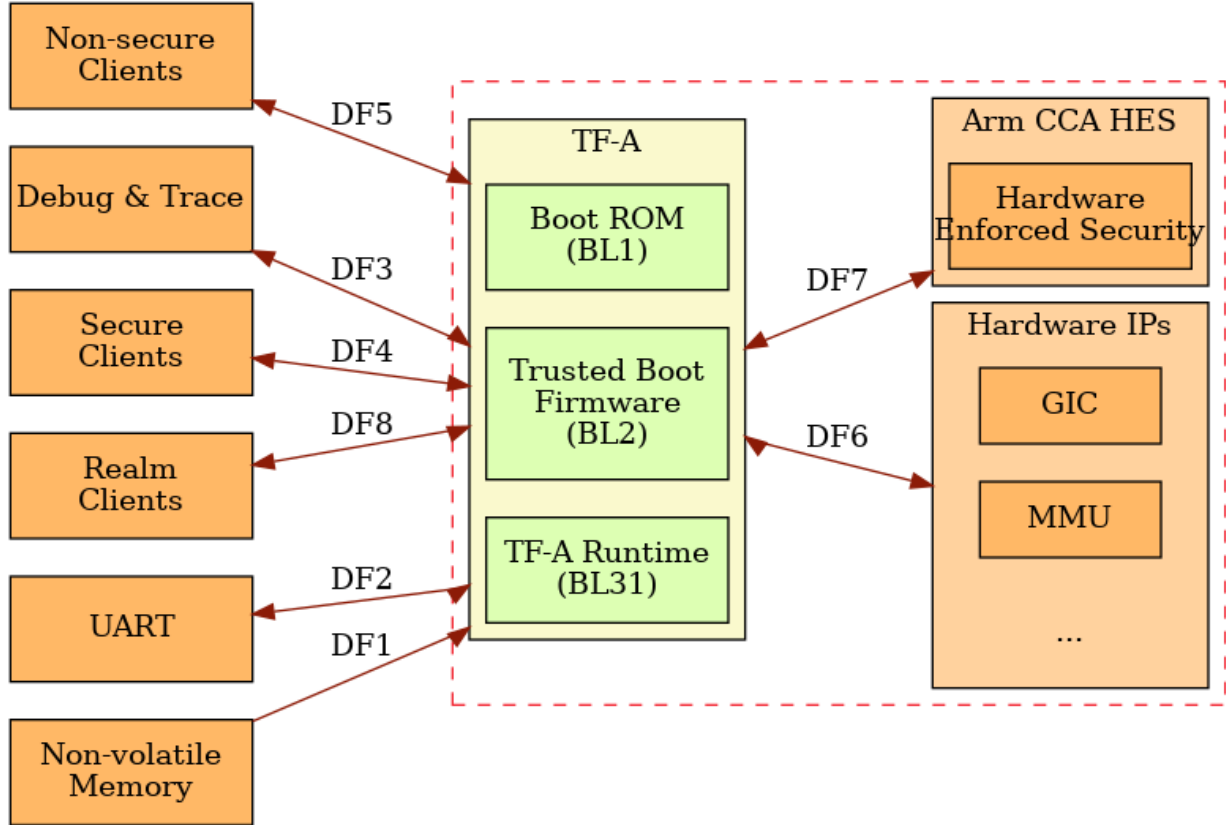 Non-secure
Clients
Debug & Trace
Secure
Clients
Realm
Clients
UART
Non-volatile
Memory
DF5
DF3
DF4
DF8
DF2
DF1
TF-A
Boot ROM
(BL1)
Trusted Boot
Firmware
(BL2)
TF-A Runtime
(BL31)
DF7
DF6
Arm CCA HES
Hardware
Enforced Security
Hardware IPs
GIC
MMU
...